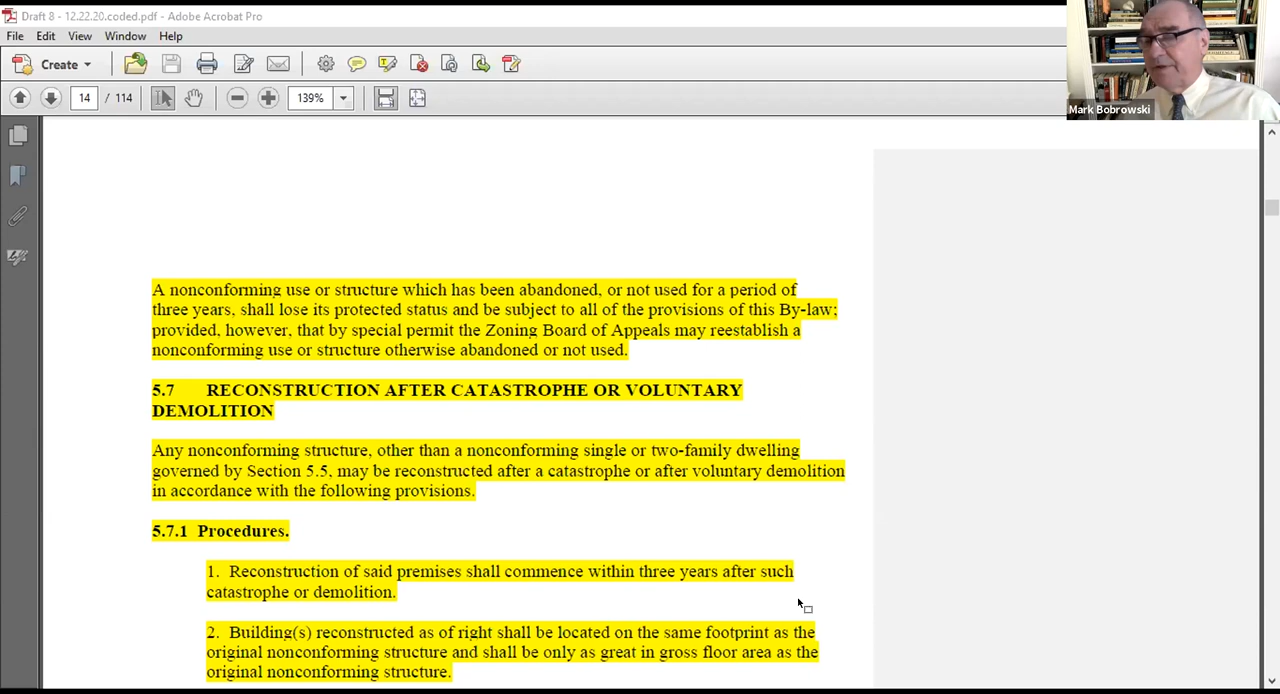 Draft 8 - 12.22.20.coded.pdf - Adobe Acrobat Pro
File Edit View Window Help
Create
14 / 114 139%
Mark Bobrowski
A nonconforming use or structure which has been abandoned, or not used for a period of
three years, shall lose its protected status and be subject to all of the provisions of this By-law;
provided, however, that by special permit the Zoning Board of Appeals may reestablish a
nonconforming use or structure otherwise abandoned or not used.
5.7 RECONSTRUCTION AFTER CATASTROPHE OR VOLUNTARY
DEMOLITION
Any nonconforming structure, other than a nonconforming single or two-family dwelling
governed by Section 5.5, may be reconstructed after a catastrophe or after voluntary demolition
in accordance with the following provisions.
5.7.1 Procedures.
1. Reconstruction of said premises shall commence within three years after such
catastrophe or demolition.
2. Building(s) reconstructed as of right shall be located on the same footprint as the
original nonconforming structure and shall be only as great in gross floor area as the
original nonconforming structure.